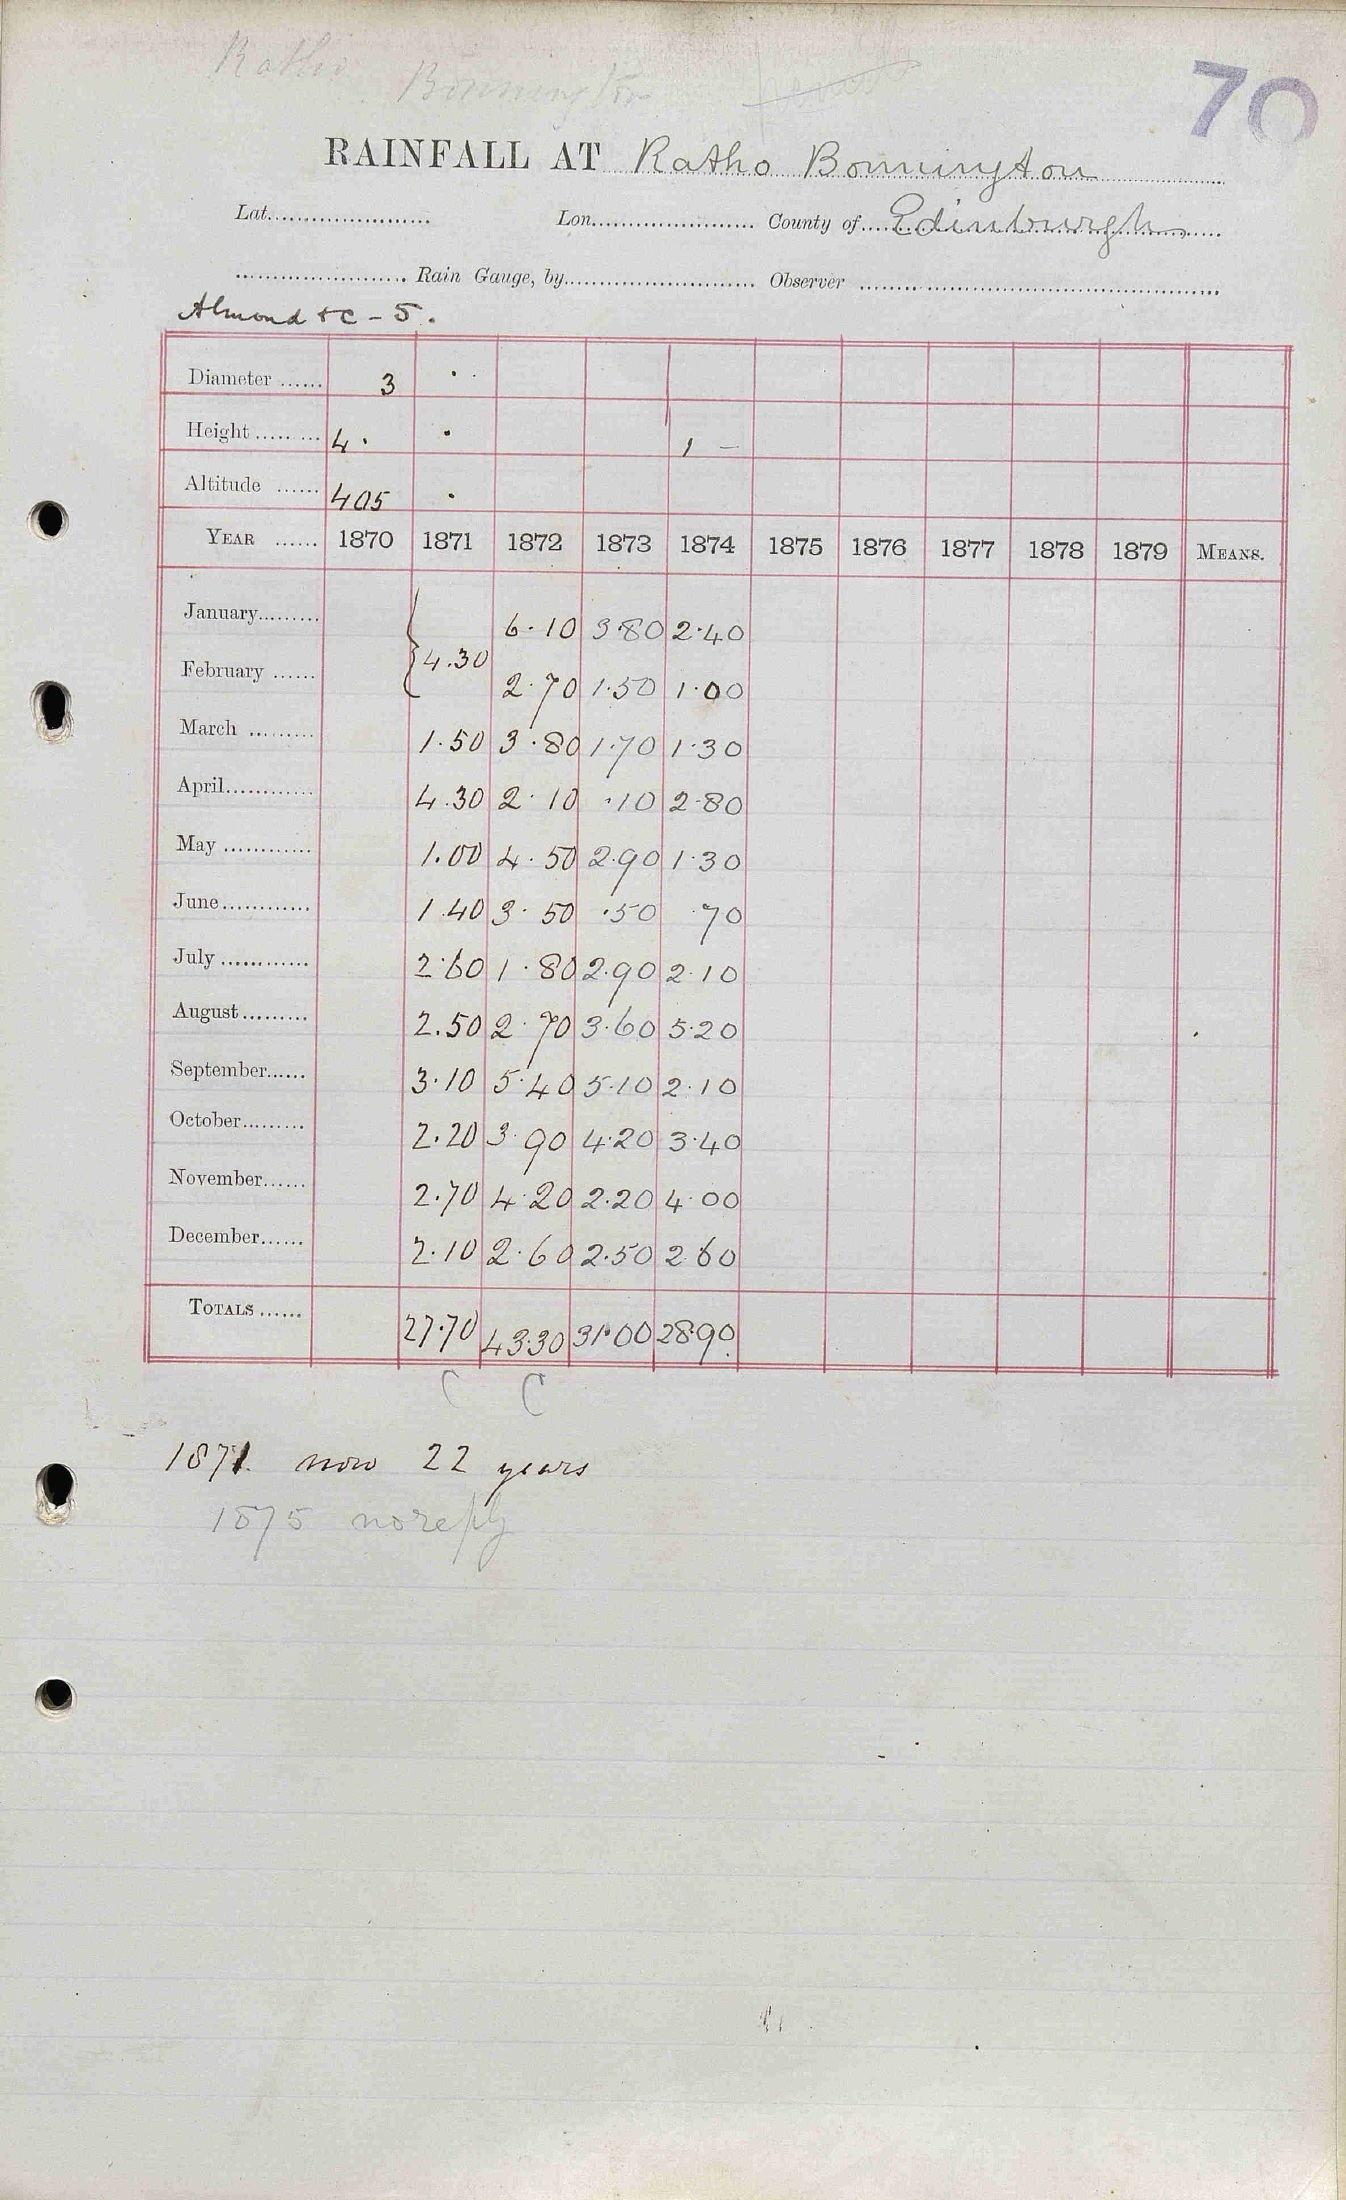 Ratho Bonnington
70
RAINFALL AT Ratho Bonnington
Lat. Lon. County of Edinburgh
Rain Gauge, by Observer
Almond &c - 5.
Diameter 3 ·
Height 4 · · 1 -
Altitude 405 ·
YEAR 1870 1871 1872 1873 1874 1875 1876 1877 1878 1879 MEANS.
January 6·10 3·80 2·40
{4.30
February 2·70 1·50 1·00
March 1·50 3·80 1·70 1·30
April 4.30 2·10 ·10 2·80
May 1.00 4·50 2·90 1·30
June 1.40 3·50 ·50 ·70
July 2·60 1·80 2·90 2·10
August 2.50 2·70 3·60 5·20
September 3·10 5·40 5·10 2·10
October 2.20 3·90 4·20 3·40
November 2·70 4·20 2·20 4·00
December 2·10 2·60 2·50 2·60
TOTALS 27·70 43·30 31·00 28·90
C C
1871. now 22 years
1875 no reply